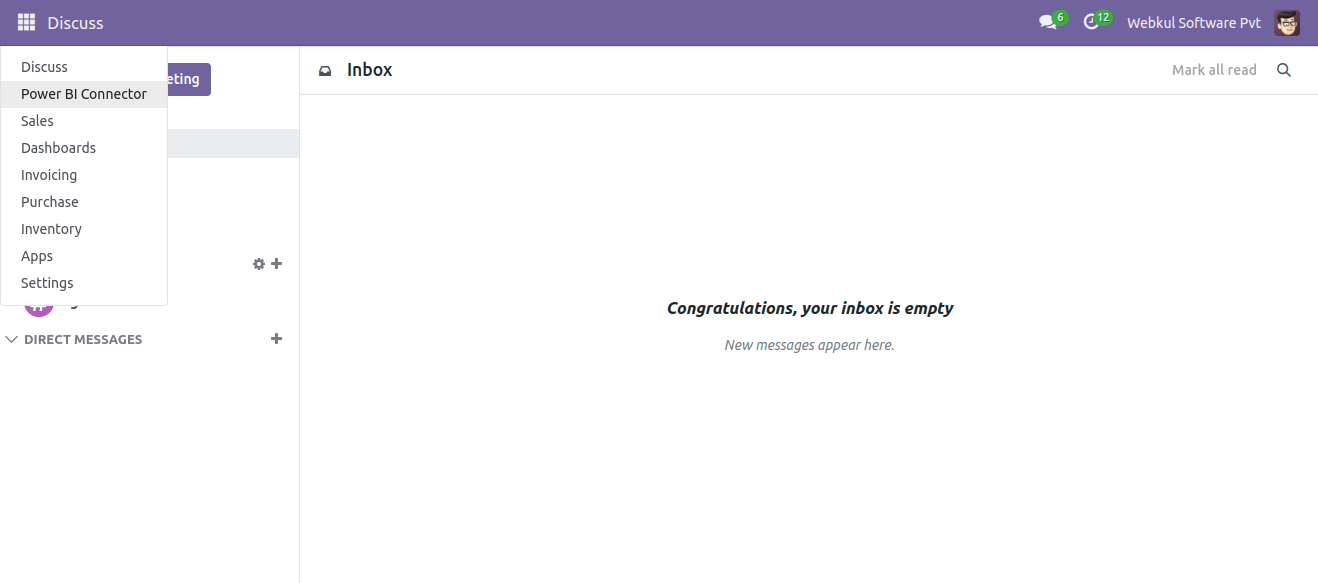 Discuss
6
12
Webkul Software Pvt
Discuss
Power BI Connector
Sales
Dashboards
Invoicing
Purchase
Inventory
Apps
Settings
eting
DIRECT MESSAGES
Inbox
Mark all read
Congratulations, your inbox is empty
New messages appear here.